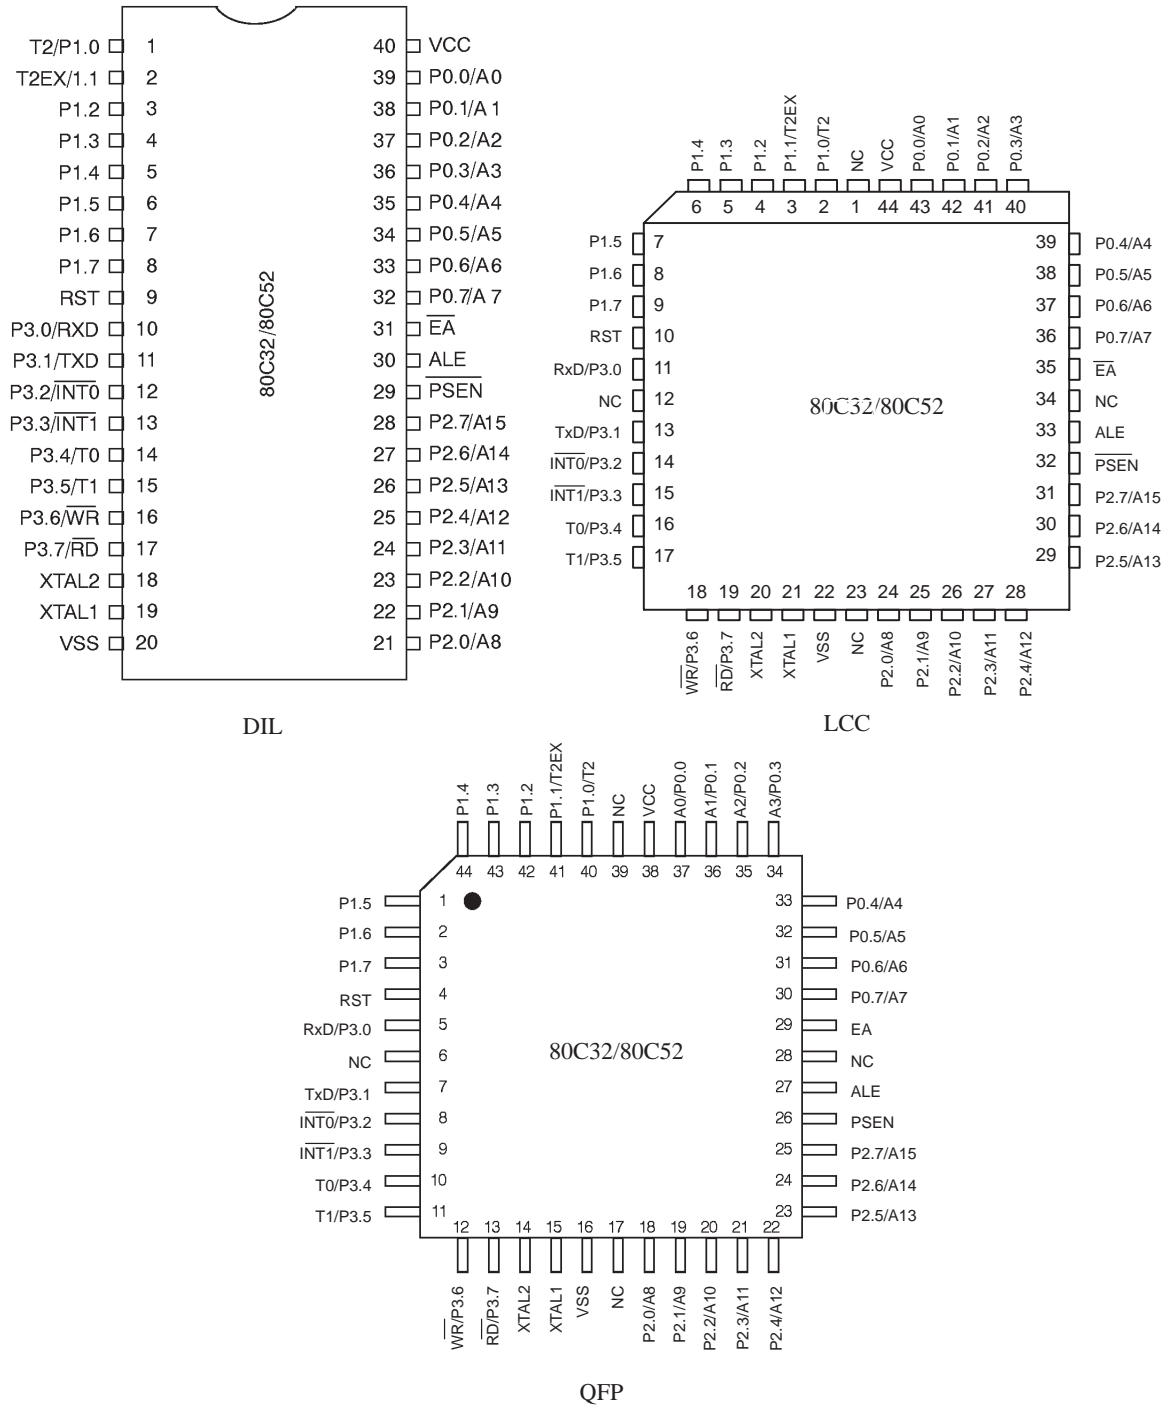 T2/P1.0 1 40 VCC
T2EX/1.1 2 39 P0.0/A0
P1.2 3 38 P0.1/A 1
P1.3 4 37 P0.2/A2
P1.4 5 36 P0.3/A3
P1.5 6 35 P0.4/A4
P1.6 7 34 P0.5/A5
P1.7 8 33 P0.6/A6
RST 9 32 P0.7/A 7
P3.0/RXD 10 31 EA
P3.1/TXD 11 30 ALE
P3.2/INT0 12 29 PSEN
P3.3/INT1 13 28 P2.7/A15
P3.4/T0 14 27 P2.6/A14
P3.5/T1 15 26 P2.5/A13
P3.6/WR 16 25 P2.4/A12
P3.7/RD 17 24 P2.3/A11
XTAL2 18 23 P2.2/A10
XTAL1 19 22 P2.1/A9
VSS 20 21 P2.0/A8
80C32/80C52
DIL
P1.4 P1.3 P1.2 P1.1/T2EX P1.0/T2 NC VCC P0.0/A0 P0.1/A1 P0.2/A2 P0.3/A3
6 5 4 3 2 1 44 43 42 41 40
P1.5 7 39 P0.4/A4
P1.6 8 38 P0.5/A5
P1.7 9 37 P0.6/A6
RST 10 36 P0.7/A7
RxD/P3.0 11 35 EA
NC 12 34 NC
TxD/P3.1 13 33 ALE
INT0/P3.2 14 32 PSEN
INT1/P3.3 15 31 P2.7/A15
T0/P3.4 16 30 P2.6/A14
T1/P3.5 17 29 P2.5/A13
80C32/80C52
18 19 20 21 22 23 24 25 26 27 28
WR/P3.6 RD/P3.7 XTAL2 XTAL1 VSS NC P2.0/A8 P2.1/A9 P2.2/A10 P2.3/A11 P2.4/A12
LCC
P1.4 P1.3 P1.2 P1.1/T2EX P1.0/T2 NC VCC A0/P0.0 A1/P0.1 A2/P0.2 A3/P0.3
44 43 42 41 40 39 38 37 36 35 34
P1.5 1 33 P0.4/A4
P1.6 2 32 P0.5/A5
P1.7 3 31 P0.6/A6
RST 4 30 P0.7/A7
RxD/P3.0 5 29 EA
NC 6 28 NC
TxD/P3.1 7 27 ALE
INT0/P3.2 8 26 PSEN
INT1/P3.3 9 25 P2.7/A15
T0/P3.4 10 24 P2.6/A14
T1/P3.5 11 23 P2.5/A13
80C32/80C52
12 13 14 15 16 17 18 19 20 21 22
WR/P3.6 RD/P3.7 XTAL2 XTAL1 VSS NC P2.0/A8 P2.1/A9 P2.2/A10 P2.3/A11 P2.4/A12
QFP